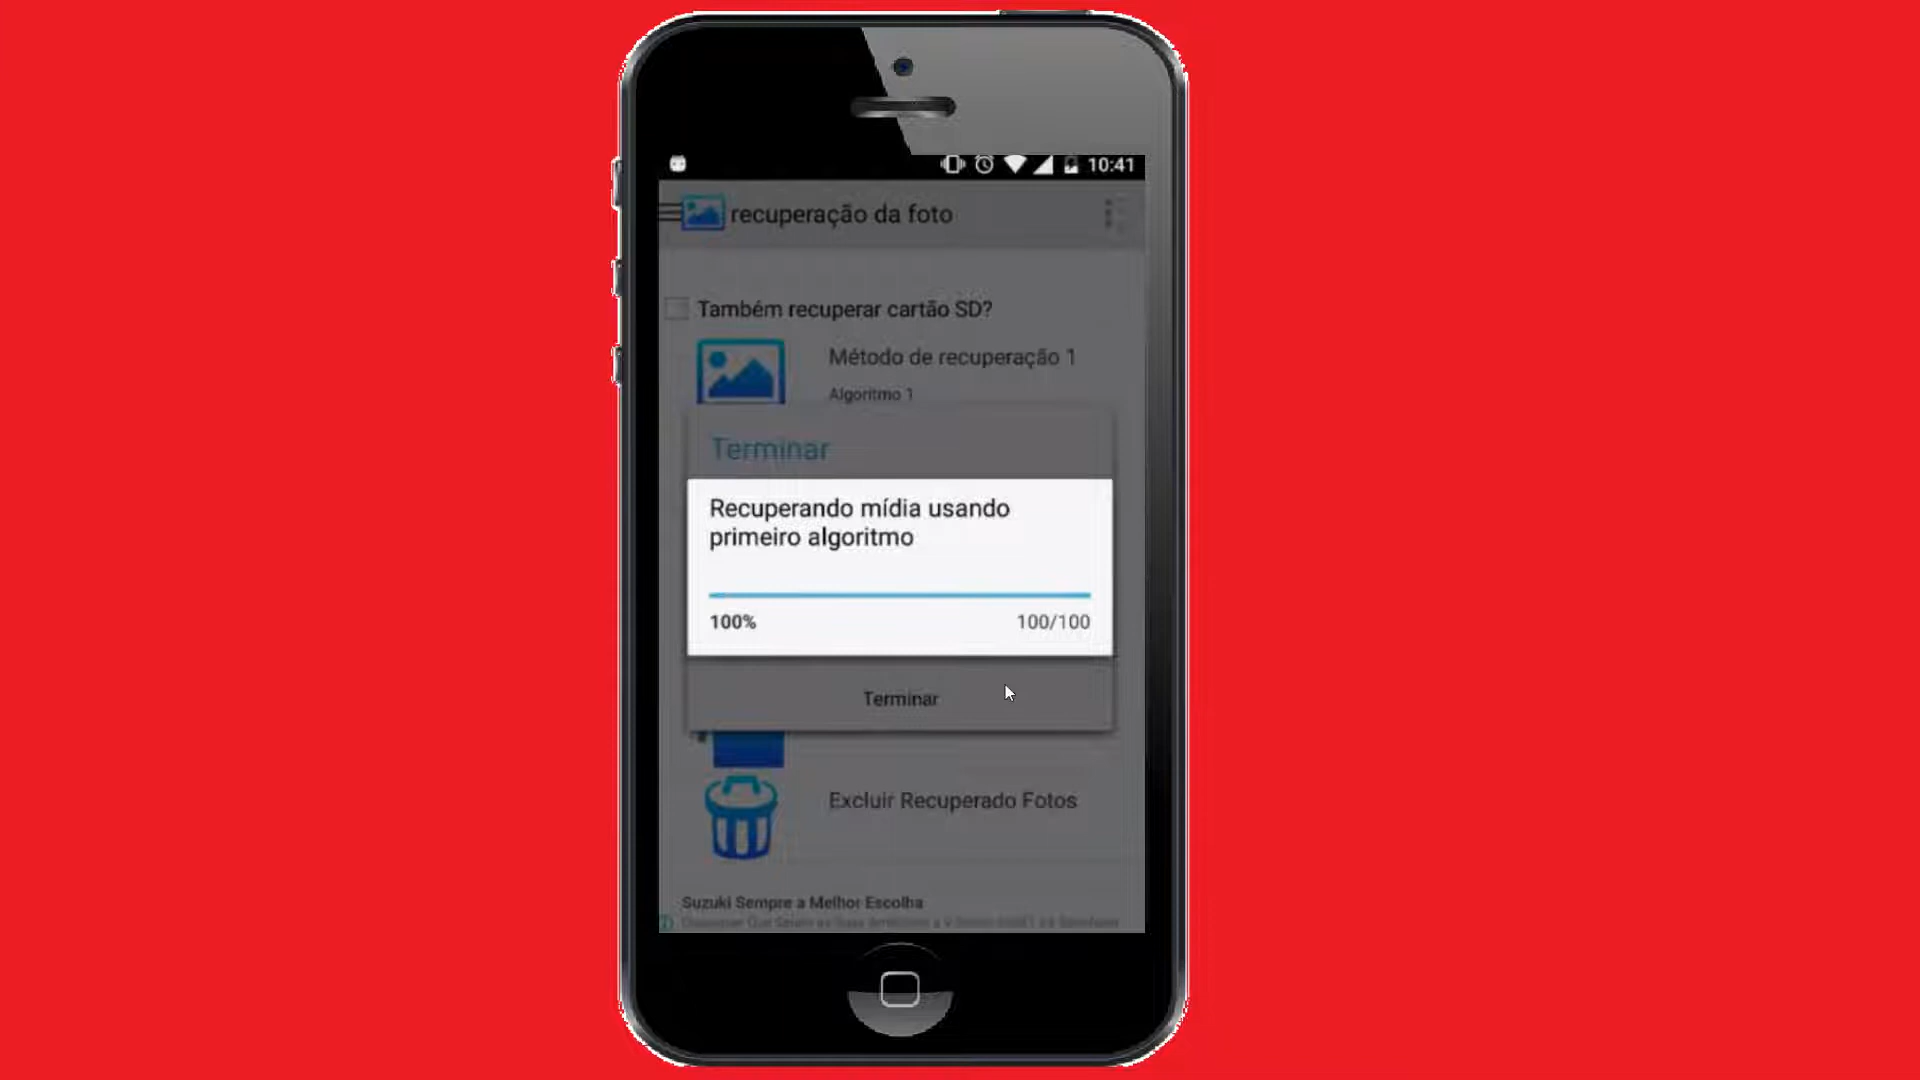 10:41
recuperação da foto
Também recuperar cartão SD?
Método de recuperação 1
Algoritmo 1
Terminar
Recuperando mídia usando
primeiro algoritmo
100% 100/100
Terminar
Excluir Recuperado Fotos
Suzuki Sempre a Melhor Escolha